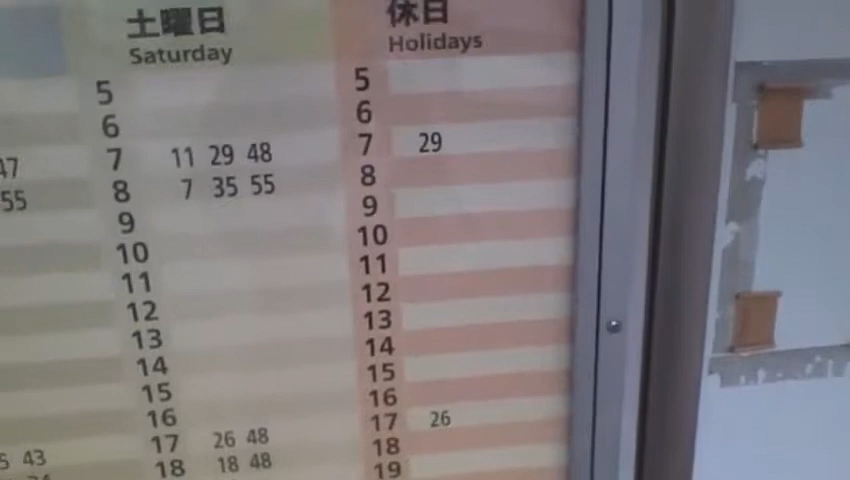 土曜日 休日
Saturday Holidays
5 5
6 6
47 7 11 29 48 7 29
55 8 7 35 55 8
9 9
10 10
11 11
12 12
13 13
14 14
15 15
16 16
17 26 48 17 26
43 18 18 48 18
19